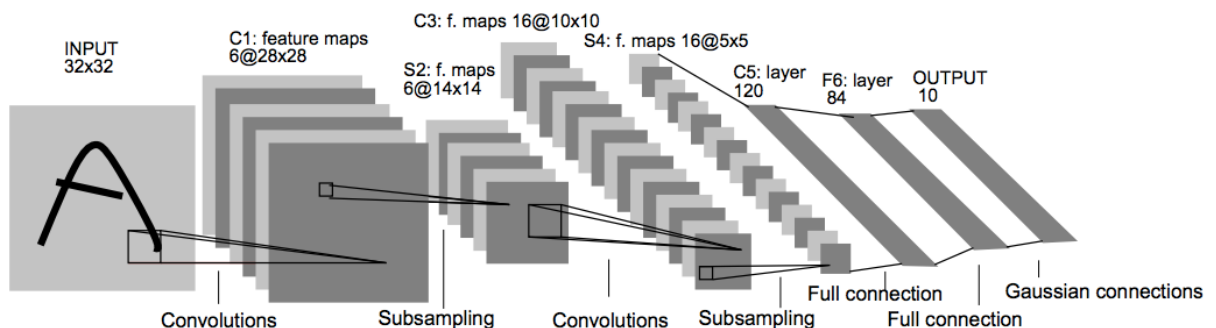 INPUT
32x32
C1: feature maps
6@28x28
S2: f. maps
6@14x14
C3: f. maps 16@10x10
S4: f. maps 16@5x5
C5: layer
120
F6: layer
84
OUTPUT
10
Convolutions
Subsampling
Convolutions
Subsampling
Full connection
Full connection
Gaussian connections
A